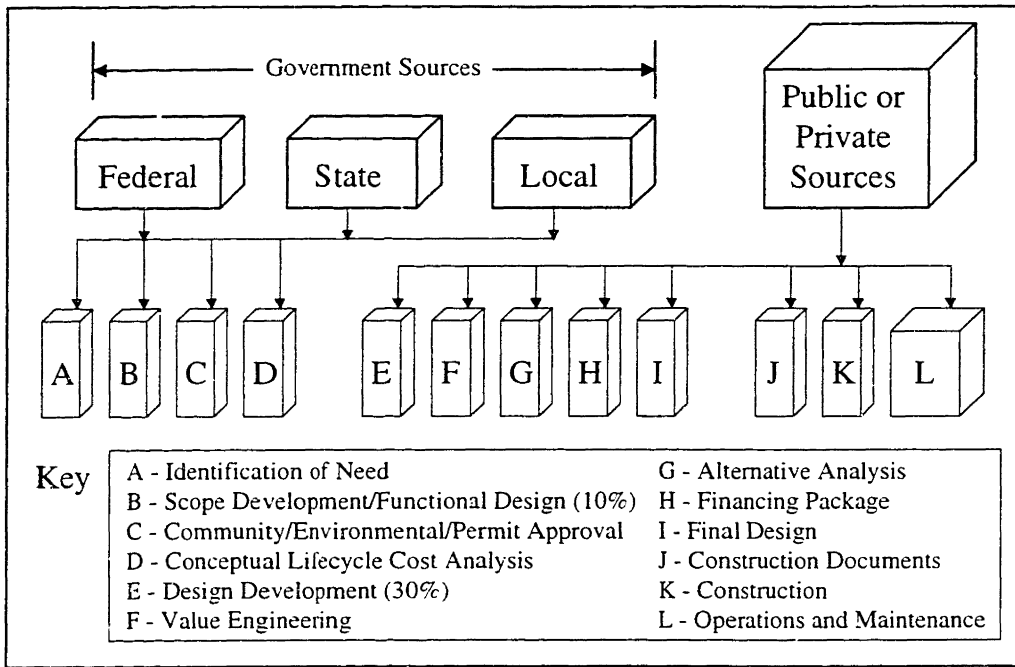 Government Sources
Federal
State
Local
Public or
Private
Sources
A
B
C
D
E
F
G
H
I
J
K
L
Key
A - Identification of Need
B - Scope Development/Functional Design (10%)
C - Community/Environmental/Permit Approval
D - Conceptual Lifecycle Cost Analysis
E - Design Development (30%)
F - Value Engineering
G - Alternative Analysis
H - Financing Package
I - Final Design
J - Construction Documents
K - Construction
L - Operations and Maintenance